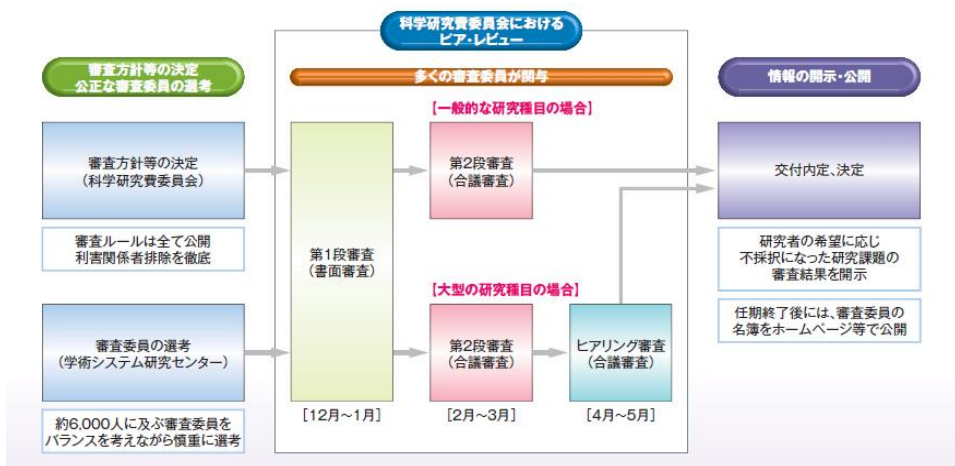 科学研究費委員会における
ピア・レビュー
審査方針等の決定
公正な審査委員の選考
多くの審査委員が関与
情報の開示・公開
【一般的な研究種目の場合】
審査方針等の決定
(科学研究費委員会)
審査ルールは全て公開
利害関係者排除を徹底
審査委員の選考
(学術システム研究センター)
約6,000人に及ぶ審査委員を
バランスを考えながら慎重に選考
第1段審査
(書面審査)
[12月～1月]
第2段審査
(合議審査)
【大型の研究種目の場合】
第2段審査
(合議審査)
[2月～3月]
ヒアリング審査
(合議審査)
[4月～5月]
交付内定、決定
研究者の希望に応じ
不採択になった研究課題の
審査結果を開示
任期終了後には、審査委員の
名簿をホームページ等で公開